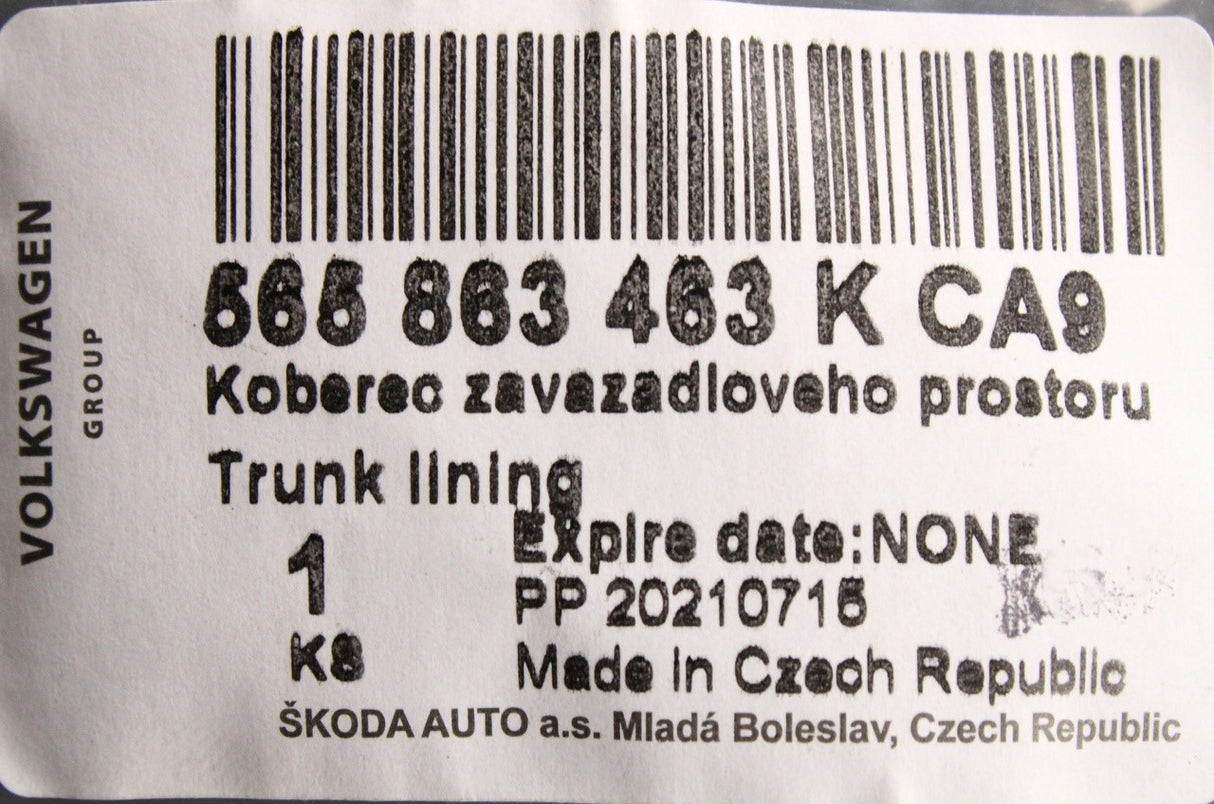 VOLKSWAGEN
GROUP
565 863 463 K CA9
Koberec zavazadloveho prostoru
Trunk lining
Expire date:NONE
1
PP 20210715
KS
Made in Czech Republic
ŠKODA AUTO a.s. Mladá Boleslav, Czech Republic